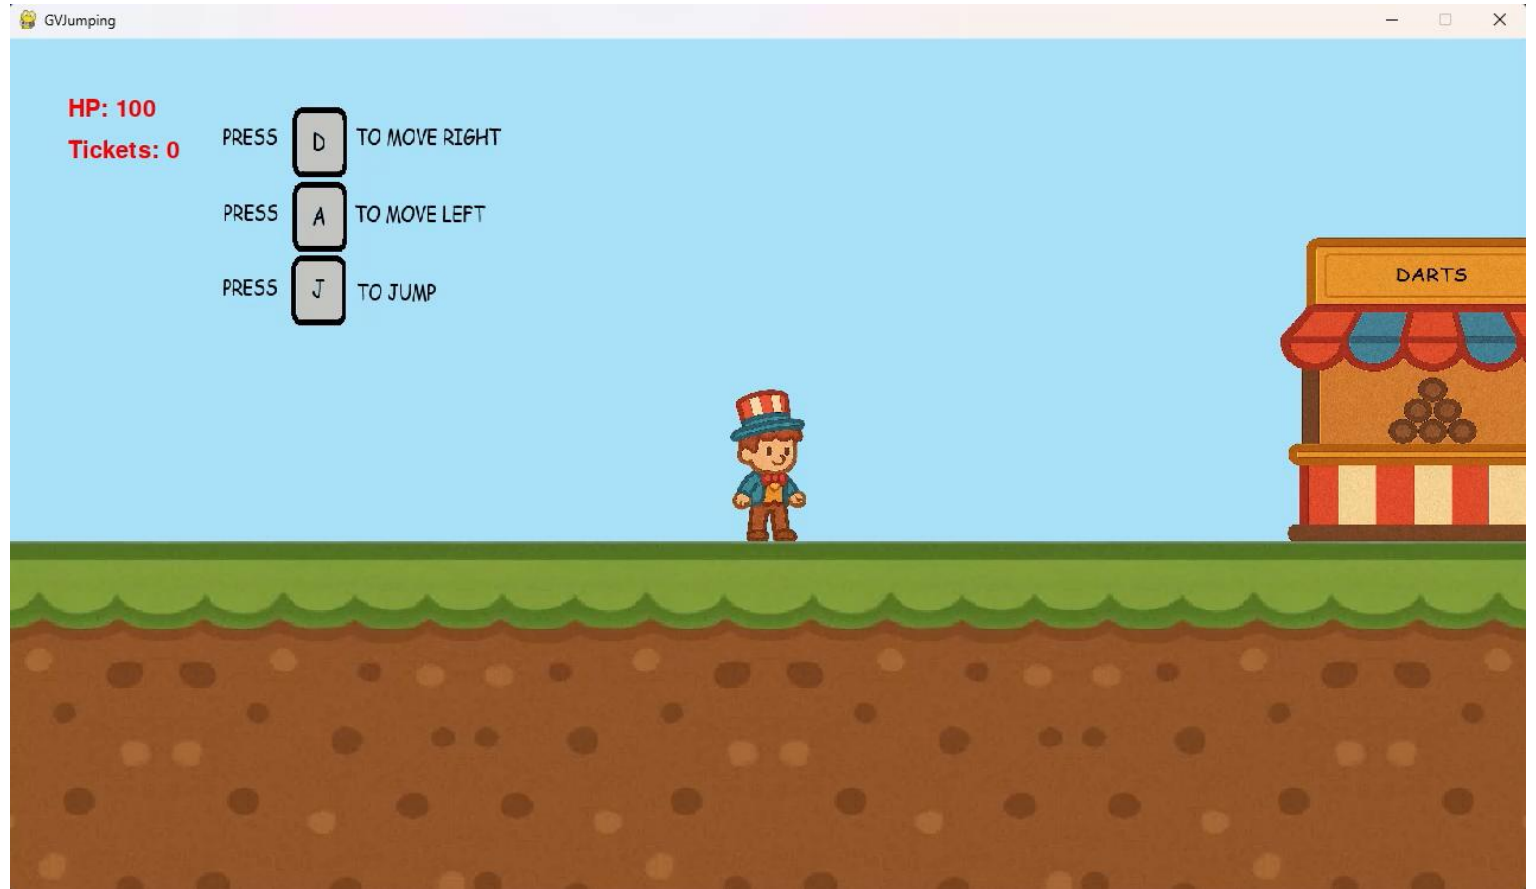 GVJumping
HP: 100
Tickets: 0
PRESS D TO MOVE RIGHT
PRESS A TO MOVE LEFT
PRESS J TO JUMP
DARTS